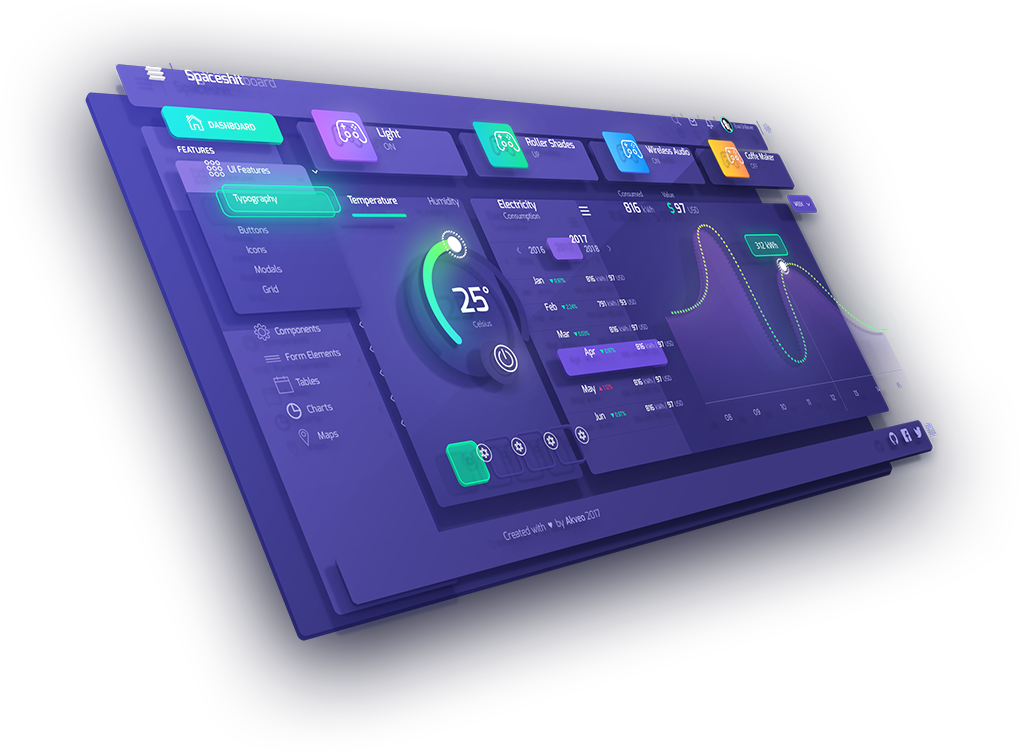 Spaceshitboard
DASHBOARD
Light
ON
Roller Shades
UP
Wireless Audio
ON
Coffe Maker
OFF
FEATURES
UI Features
Typography
Buttons
Icons
Modals
Grid
Components
Form Elements
Tables
Charts
Maps
Temperature
Humidity
25°
Celsius
Electricity
Consumption
Consumed
816 kWh
Value
$ 97 USD
WEEK
2016
2017
2018
Jan 0.97% 816 kWh / 97 USD
Feb 791 kWh / 93 USD
Mar 816 kWh / 97 USD
Apr 816 kWh / 97 USD
May 816 kWh / 97 USD
Jun 0.97% 816 kWh / 97 USD
312 kWh
08 09 10 11 12 13
Created with ♥ by Akveo 2017